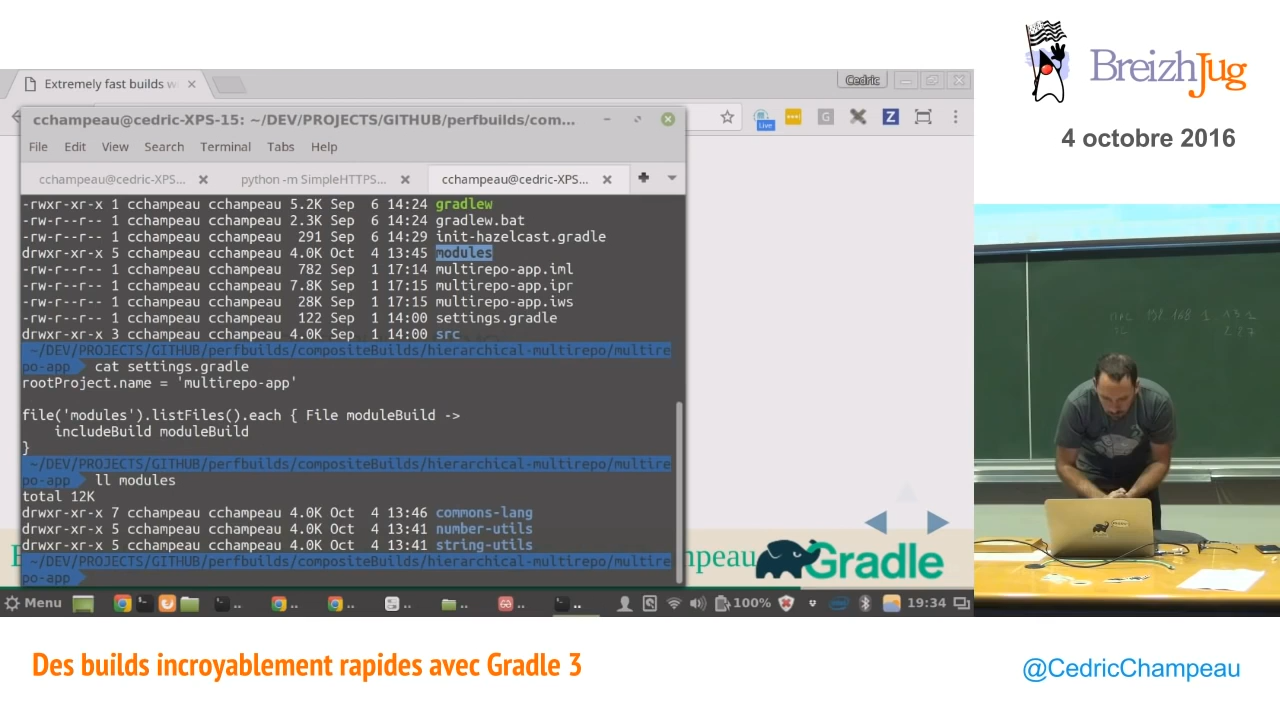 BreizhJug
4 octobre 2016
Extremely fast builds w
Cedric
Live
G
Z
cchampeau@cedric-XPS-15: ~/DEV/PROJECTS/GITHUB/perfbuilds/com...
File Edit View Search Terminal Tabs Help
cchampeau@cedric-XPS... python -m SimpleHTTPS... cchampeau@cedric-XPS...
-rwxr-xr-x 1 cchampeau cchampeau 5.2K Sep  6 14:24 gradlew
-rw-r--r-- 1 cchampeau cchampeau 2.3K Sep  6 14:24 gradlew.bat
-rw-r--r-- 1 cchampeau cchampeau  291 Sep  6 14:29 init-hazelcast.gradle
drwxr-xr-x 5 cchampeau cchampeau 4.0K Oct  4 13:45 modules
-rw-r--r-- 1 cchampeau cchampeau  782 Sep  1 17:14 multirepo-app.iml
-rw-r--r-- 1 cchampeau cchampeau 7.8K Sep  1 17:15 multirepo-app.ipr
-rw-r--r-- 1 cchampeau cchampeau  28K Sep  1 17:15 multirepo-app.iws
-rw-r--r-- 1 cchampeau cchampeau  122 Sep  1 14:00 settings.gradle
drwxr-xr-x 3 cchampeau cchampeau 4.0K Sep  1 14:00 src
~/DEV/PROJECTS/GITHUB/perfbuilds/compositeBuilds/hierarchical-multirepo/multire
po-app cat settings.gradle
rootProject.name = 'multirepo-app'
file('modules').listFiles().each { File moduleBuild ->
    includeBuild moduleBuild
}
~/DEV/PROJECTS/GITHUB/perfbuilds/compositeBuilds/hierarchical-multirepo/multire
po-app ll modules
total 12K
drwxr-xr-x 7 cchampeau cchampeau 4.0K Oct  4 13:46 commons-lang
drwxr-xr-x 5 cchampeau cchampeau 4.0K Oct  4 13:41 number-utils
drwxr-xr-x 5 cchampeau cchampeau 4.0K Oct  4 13:41 string-utils
~/DEV/PROJECTS/GITHUB/perfbuilds/compositeBuilds/hierarchical-multirepo/multire
po-app
mpeau Gradle
Menu 100% 19:34
Des builds incroyablement rapides avec Gradle 3
@CedricChampeau